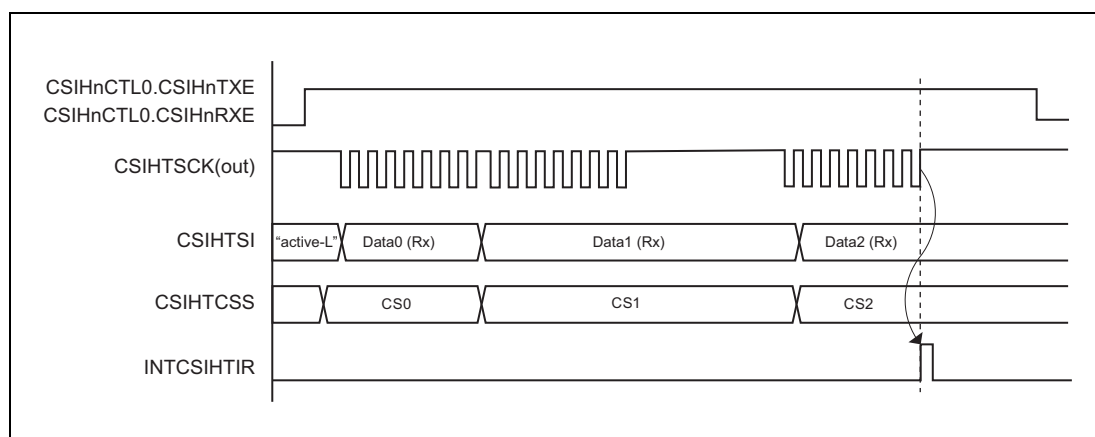 CSIHnCTL0.CSIHnTXE
CSIHnCTL0.CSIHnRXE
CSIHTSCK(out)
CSIHTSI
"active-L"
Data0 (Rx)
Data1 (Rx)
Data2 (Rx)
CSIHTCSS
CS0
CS1
CS2
INTCSIHTIR